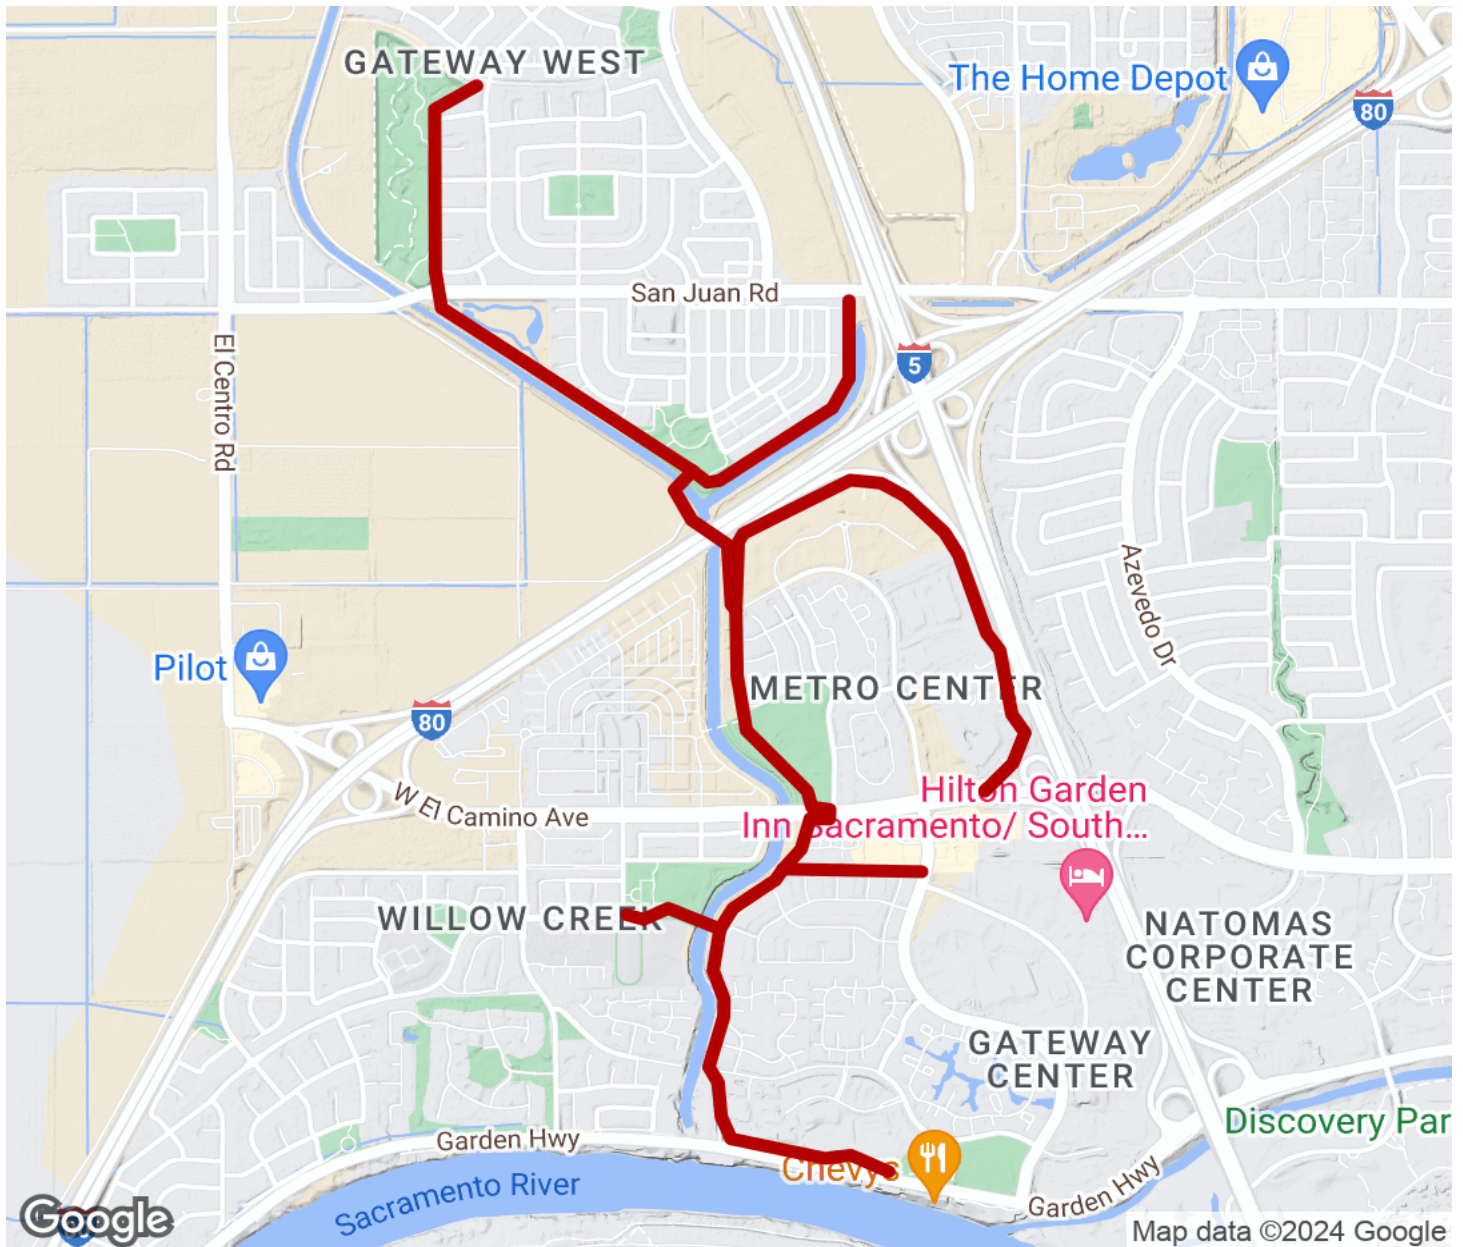 GATEWAY WEST
The Home Depot
80
San Juan Rd
5
El Centro Rd
Azevedo Dr
Pilot
METRO CENTER
80
W El Camino Ave
Hilton Garden
Inn Sacramento/ South...
WILLOW CREEK
NATOMAS
CORPORATE
CENTER
GATEWAY
CENTER
Garden Hwy
Discovery Par
Chevys
Sacramento River
Garden Hwy
Google
Map data ©2024 Google